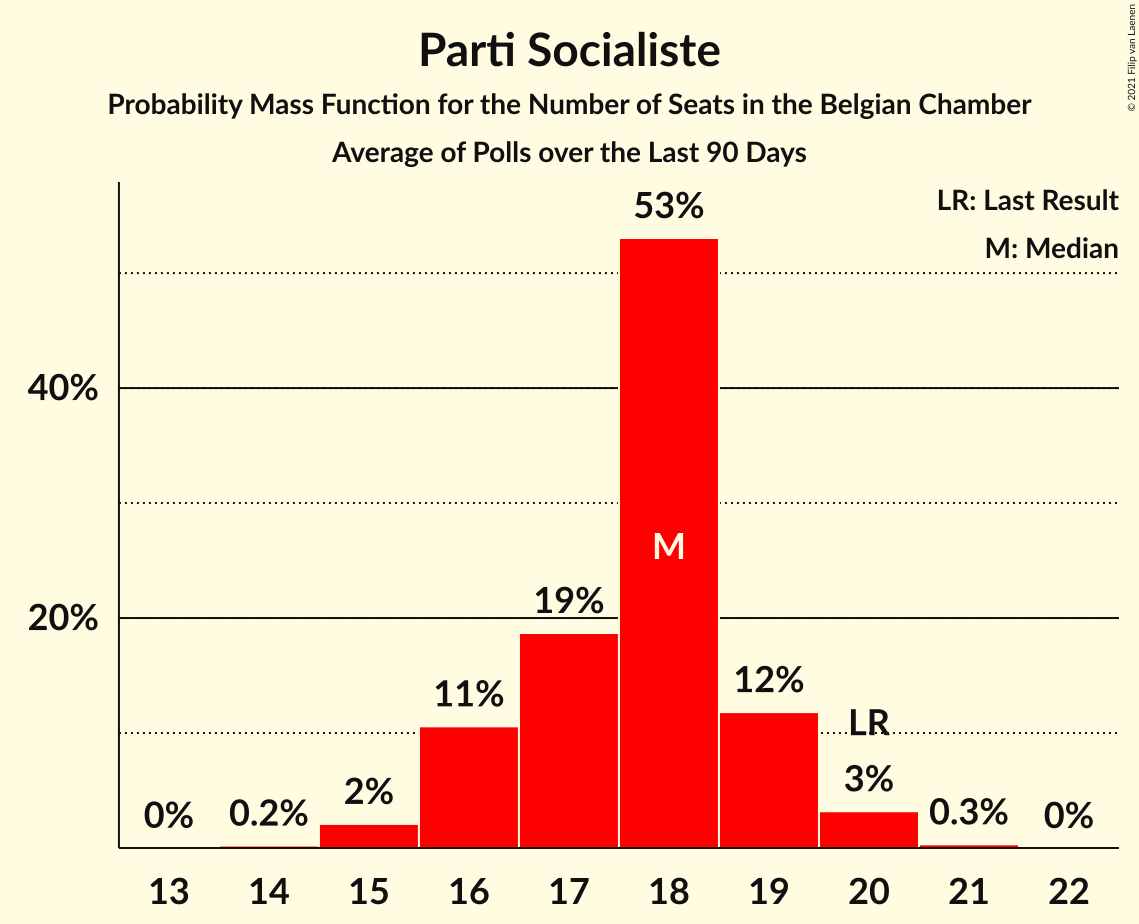 Parti Socialiste
Probability Mass Function for the Number of Seats in the Belgian Chamber
Average of Polls over the Last 90 Days
© 2021 Filip van Laenen
LR: Last Result
M: Median
53%
40%
M
19%
20%
12%
11%
LR
3%
2%
0%
0.2%
0.3%
0%
13 14 15 16 17 18 19 20 21 22